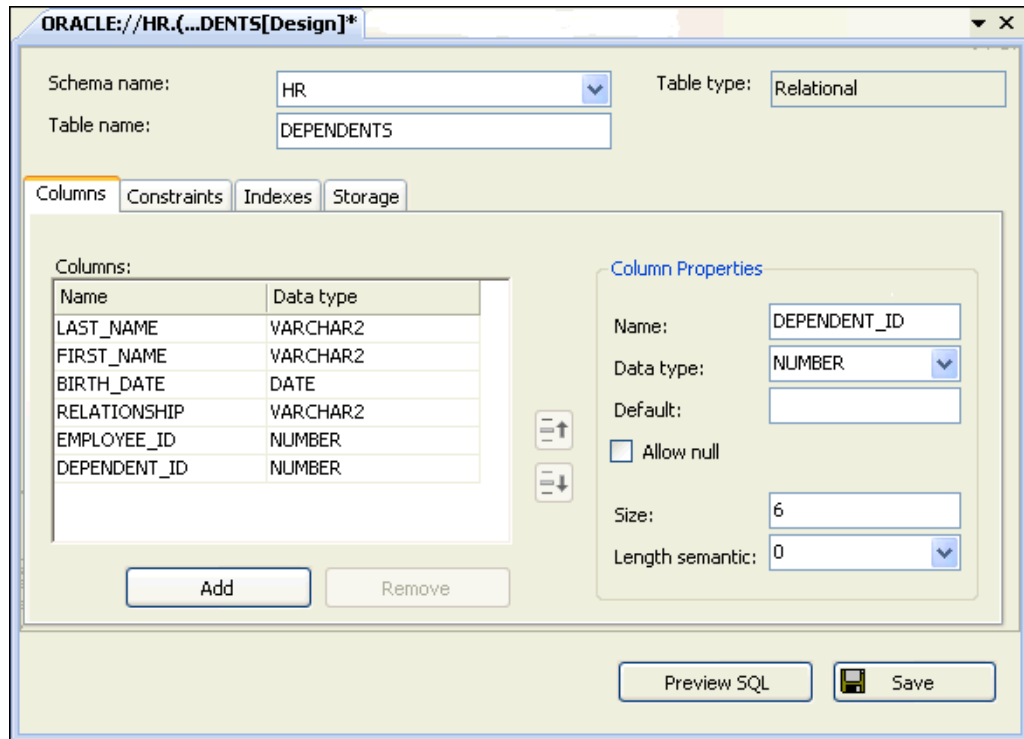 ORACLE://HR.(...DENTS[Design]*
Schema name: HR Table type: Relational
Table name: DEPENDENTS
Columns Constraints Indexes Storage
Columns:
Name Data type
LAST_NAME VARCHAR2
FIRST_NAME VARCHAR2
BIRTH_DATE DATE
RELATIONSHIP VARCHAR2
EMPLOYEE_ID NUMBER
DEPENDENT_ID NUMBER
Add Remove
Column Properties
Name: DEPENDENT_ID
Data type: NUMBER
Default:
Allow null
Size: 6
Length semantic: 0
Preview SQL Save